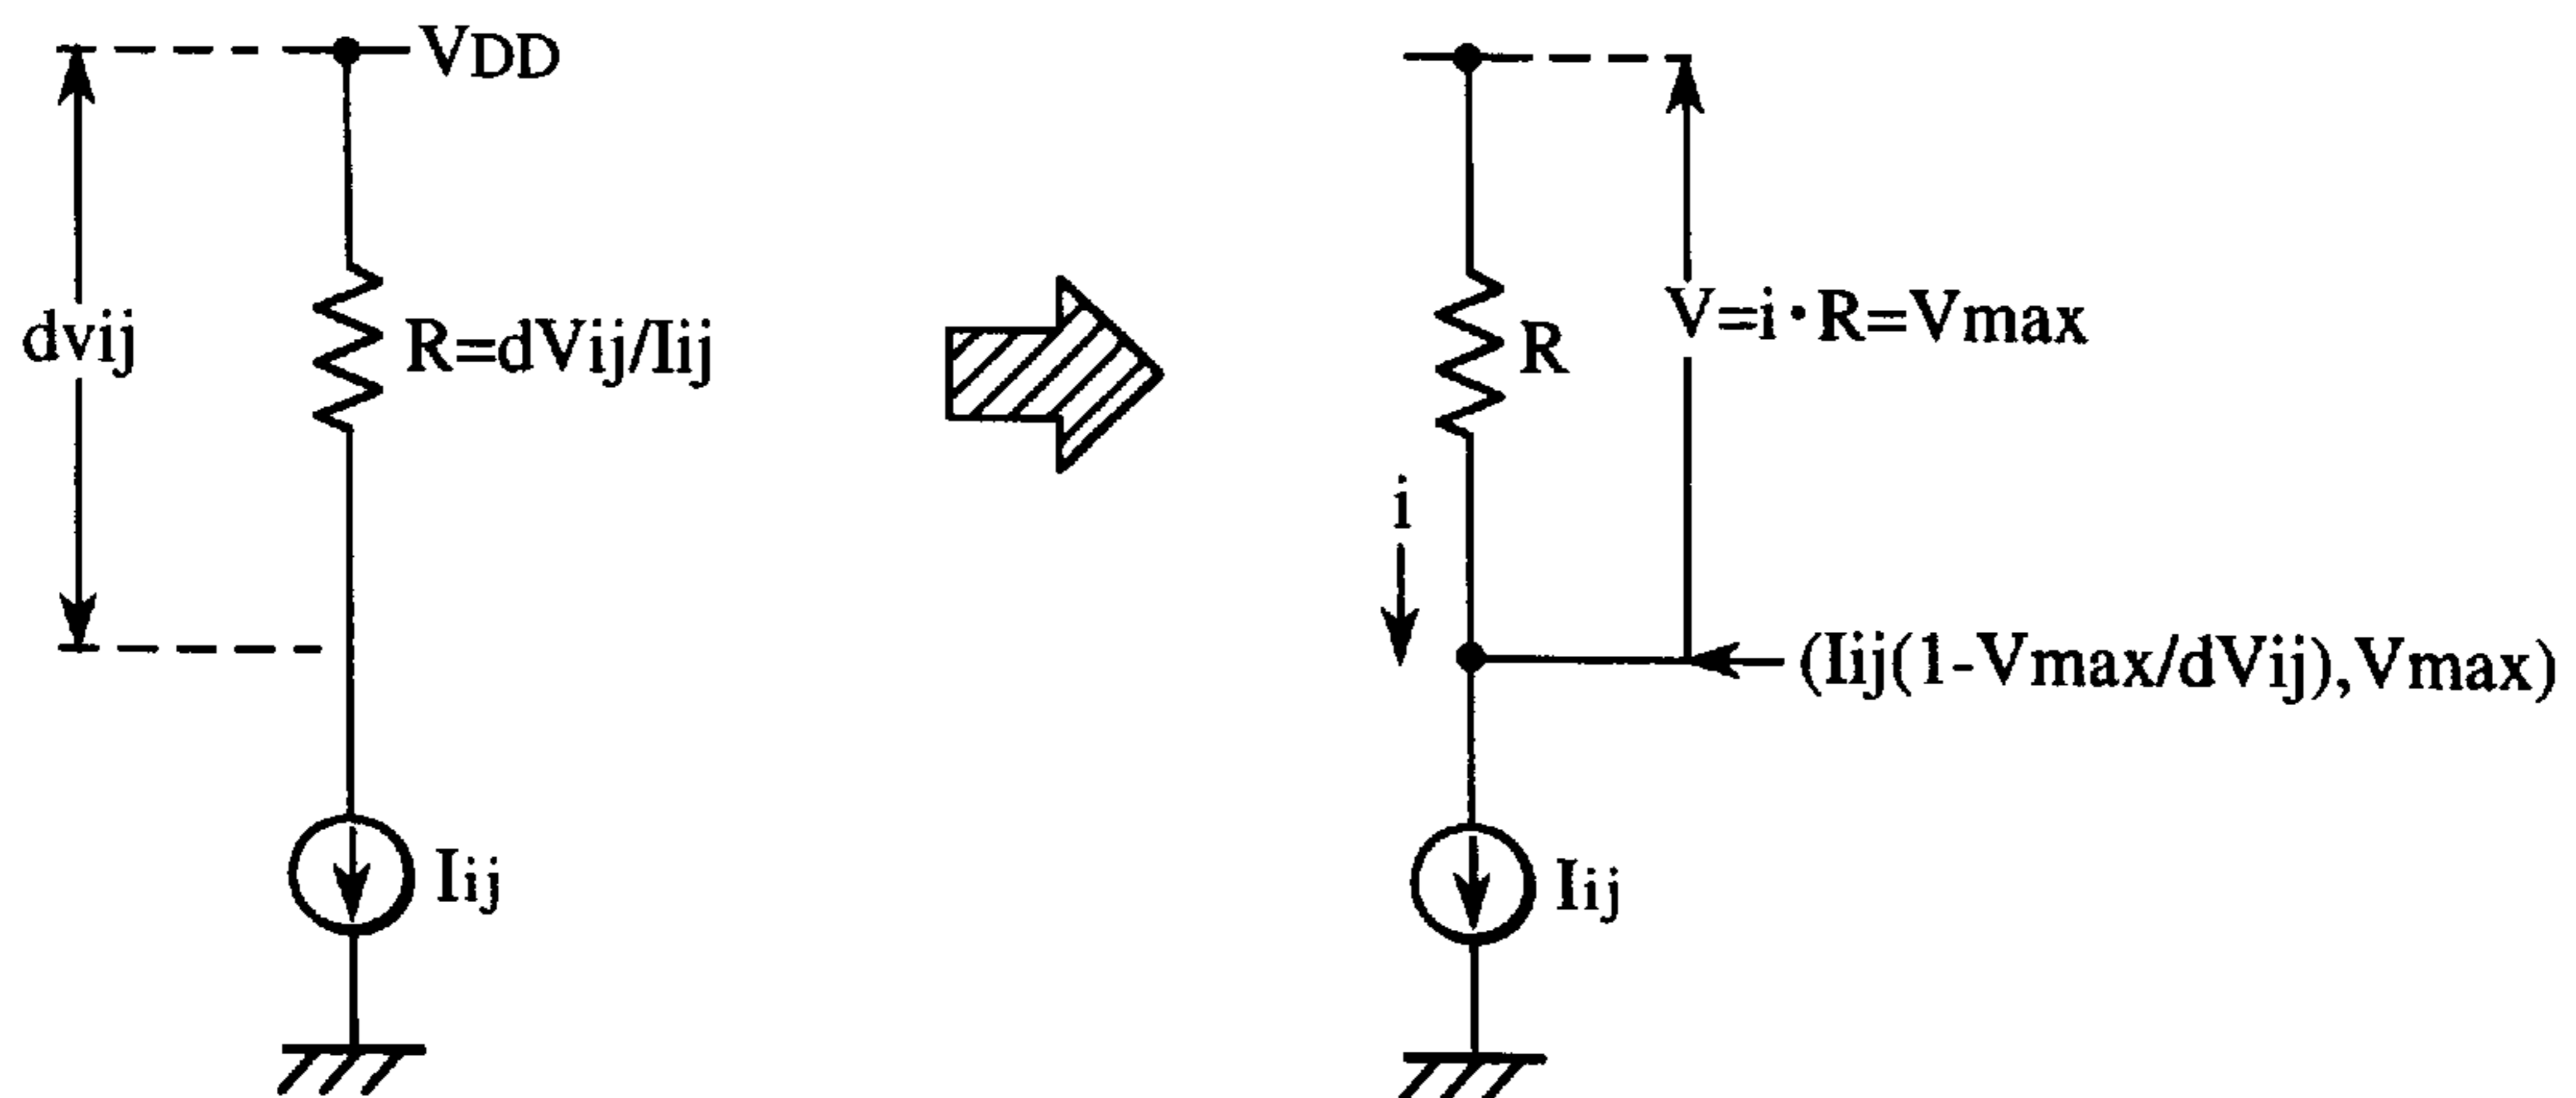 VDD
dvij
R=dVij/Iij
Iij
V=i·R=Vmax
R
i
(Iij(1-Vmax/dVij),Vmax)
Iij